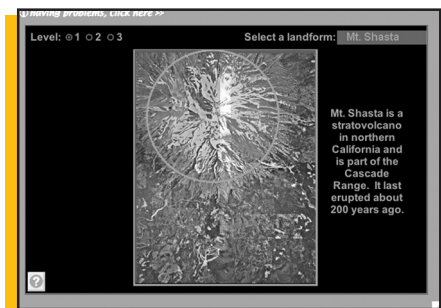 Having problems, Click here >>
Level: 1 2 3 Select a landform: Mt. Shasta
Mt. Shasta is a
stratovolcano
in northern
California and
is part of the
Cascade
Range. It last
erupted about
200 years ago.
?